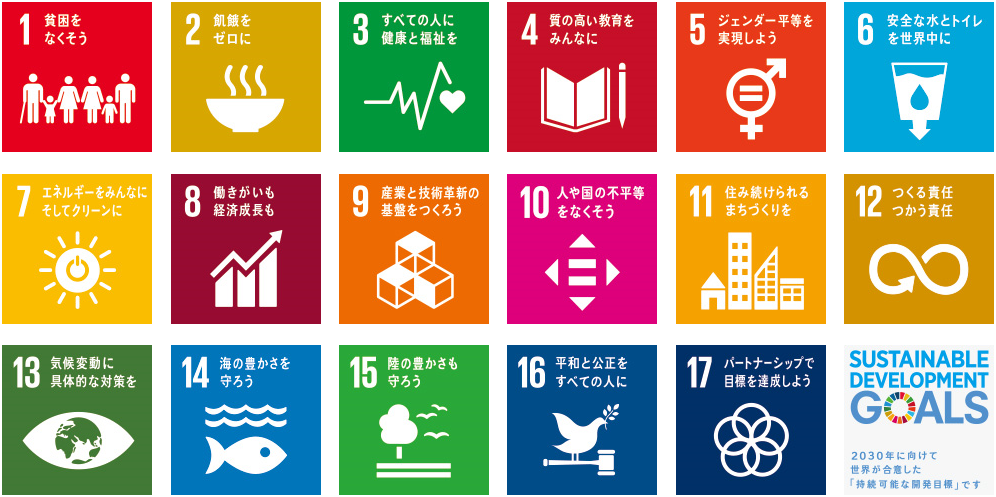 1 貧困を
なくそう
2 飢餓を
ゼロに
3 すべての人に
健康と福祉を
4 質の高い教育を
みんなに
5 ジェンダー平等を
実現しよう
6 安全な水とトイレ
を世界中に
7 エネルギーをみんなに
そしてクリーンに
8 働きがいも
経済成長も
9 産業と技術革新の
基盤をつくろう
10 人や国の不平等
をなくそう
11 住み続けられる
まちづくりを
12 つくる責任
つかう責任
13 気候変動に
具体的な対策を
14 海の豊かさを
守ろう
15 陸の豊かさも
守ろう
16 平和と公正を
すべての人に
17 パートナーシップで
目標を達成しよう
SUSTAINABLE
DEVELOPMENT
GOALS
2030年に向けて
世界が合意した
「持続可能な開発目標」です